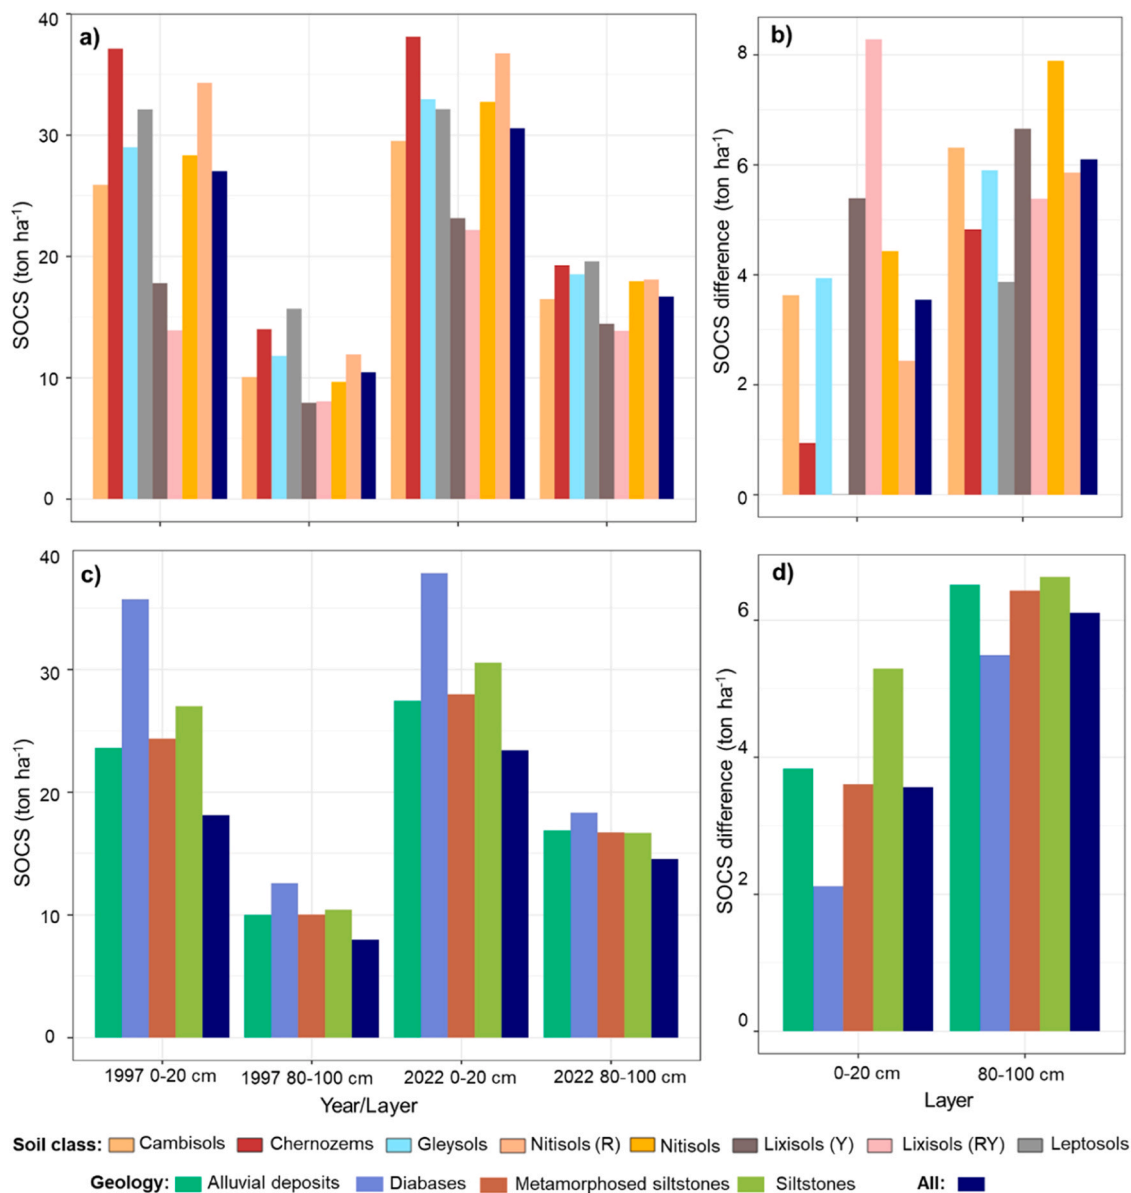 a)
SOCS (ton ha⁻¹)
40
30
20
10
0
b)
SOCS difference (ton ha⁻¹)
8
6
4
2
0
c)
SOCS (ton ha⁻¹)
40
30
20
10
0
1997 0-20 cm 1997 80-100 cm 2022 0-20 cm 2022 80-100 cm
Year/Layer
d)
SOCS difference (ton ha⁻¹)
6
4
2
0
0-20 cm 80-100 cm
Layer
Soil class: Cambisols Chernozems Gleysols Nitisols (R) Nitisols Lixisols (Y) Lixisols (RY) Leptosols
Geology: Alluvial deposits Diabases Metamorphosed siltstones Siltstones All: